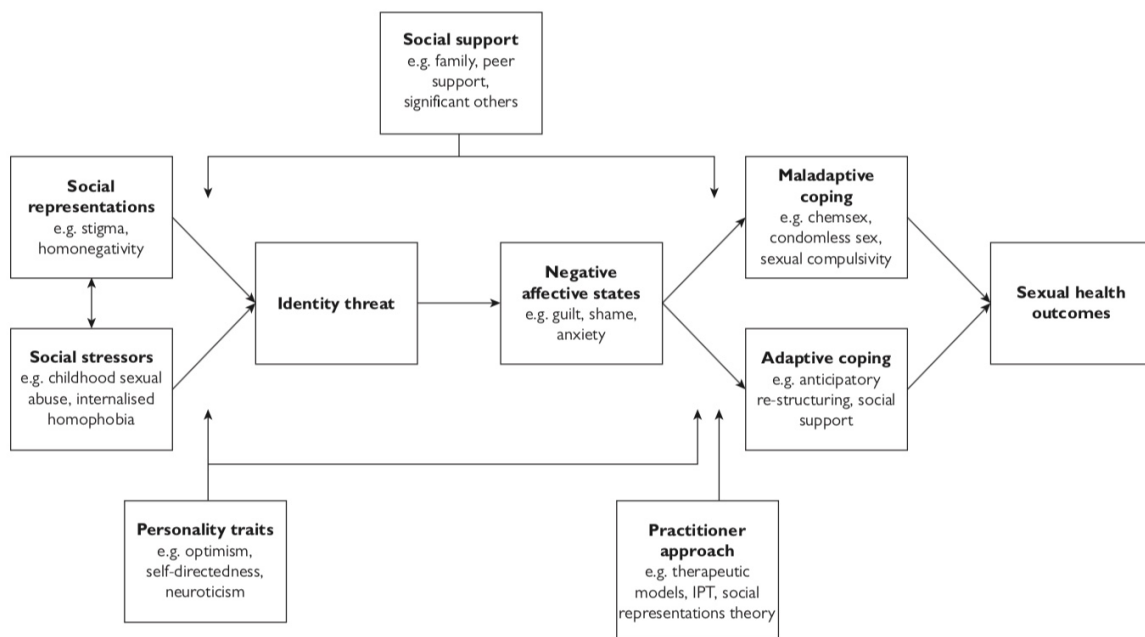 Social support
e.g. family, peer
support,
significant others
Social
representations
e.g. stigma,
homonegativity
Social stressors
e.g. childhood sexual
abuse, internalised
homophobia
Identity threat
Negative
affective states
e.g. guilt, shame,
anxiety
Maladaptive
coping
e.g. chemsex,
condomless sex,
sexual compulsivity
Adaptive coping
e.g. anticipatory
re-structuring, social
support
Sexual health
outcomes
Personality traits
e.g. optimism,
self-directedness,
neuroticism
Practitioner
approach
e.g. therapeutic
models, IPT, social
representations theory